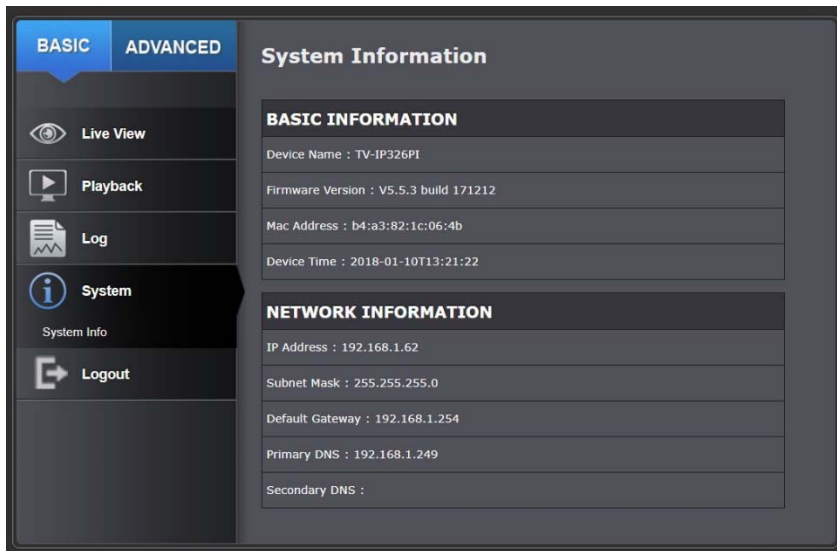 BASIC
ADVANCED
Live View
Playback
Log
System
System Info
Logout
System Information
BASIC INFORMATION
Device Name : TV-IP326PI
Firmware Version : V5.5.3 build 171212
Mac Address : b4:a3:82:1c:06:4b
Device Time : 2018-01-10T13:21:22
NETWORK INFORMATION
IP Address : 192.168.1.62
Subnet Mask : 255.255.255.0
Default Gateway : 192.168.1.254
Primary DNS : 192.168.1.249
Secondary DNS :